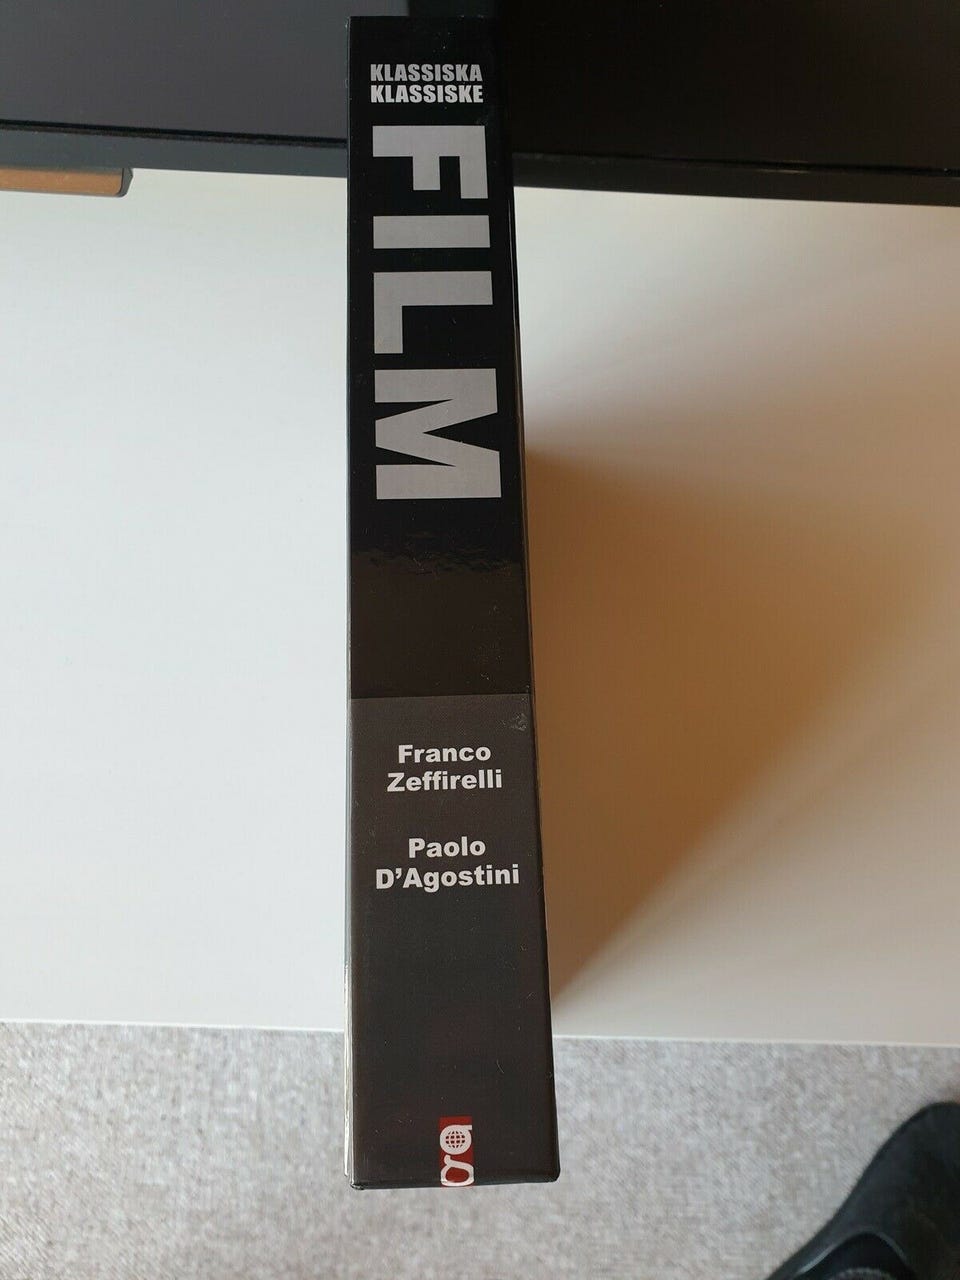 KLASSISKA
KLASSISKE
FILM
Franco
Zeffirelli
Paolo
D’Agostini